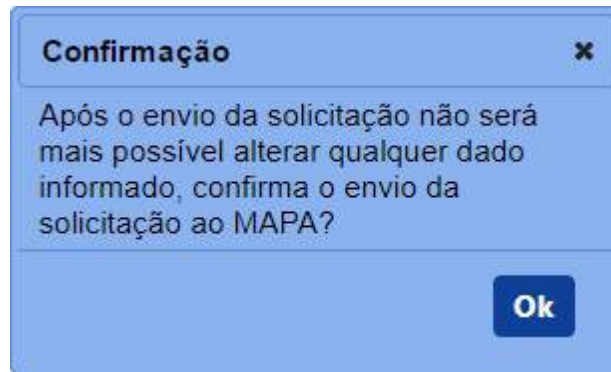 Confirmação
Após o envio da solicitação não será
mais possível alterar qualquer dado
informado, confirma o envio da
solicitação ao MAPA?
Ok